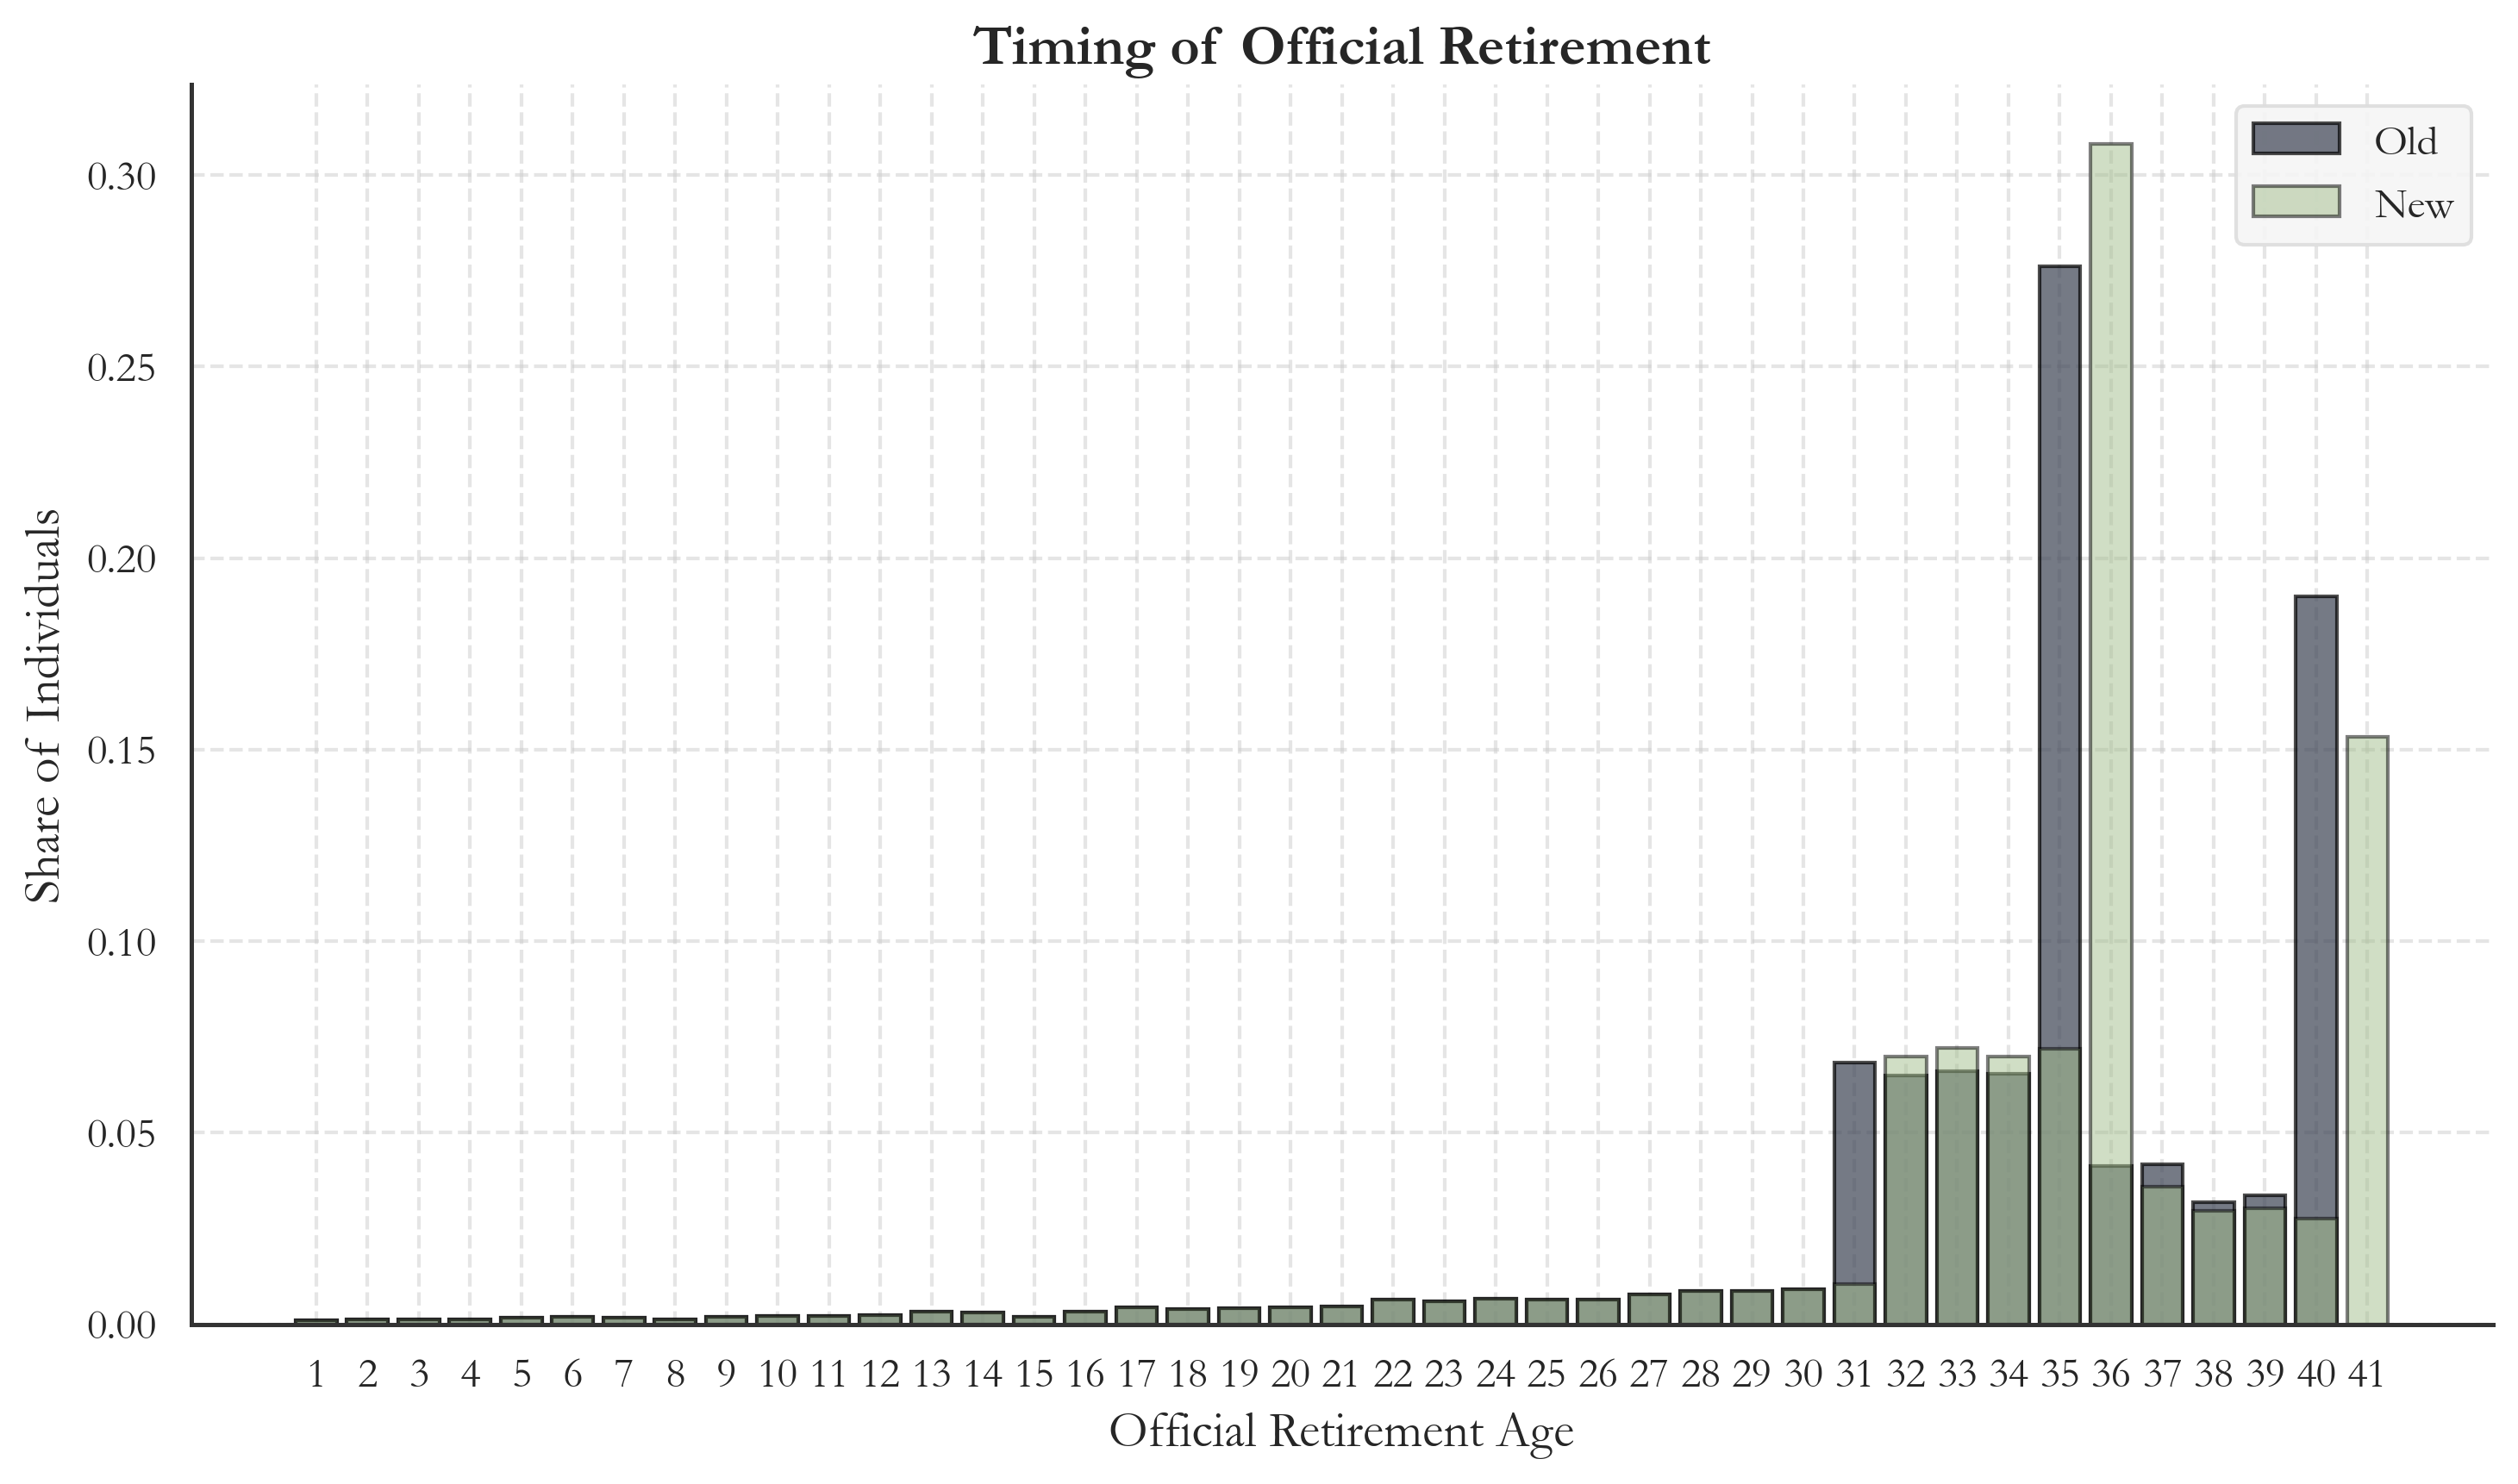 Timing of Official Retirement
Old
New
Share of Individuals
0.30
0.25
0.20
0.15
0.10
0.05
0.00
1 2 3 4 5 6 7 8 9 10 11 12 13 14 15 16 17 18 19 20 21 22 23 24 25 26 27 28 29 30 31 32 33 34 35 36 37 38 39 40 41
Official Retirement Age